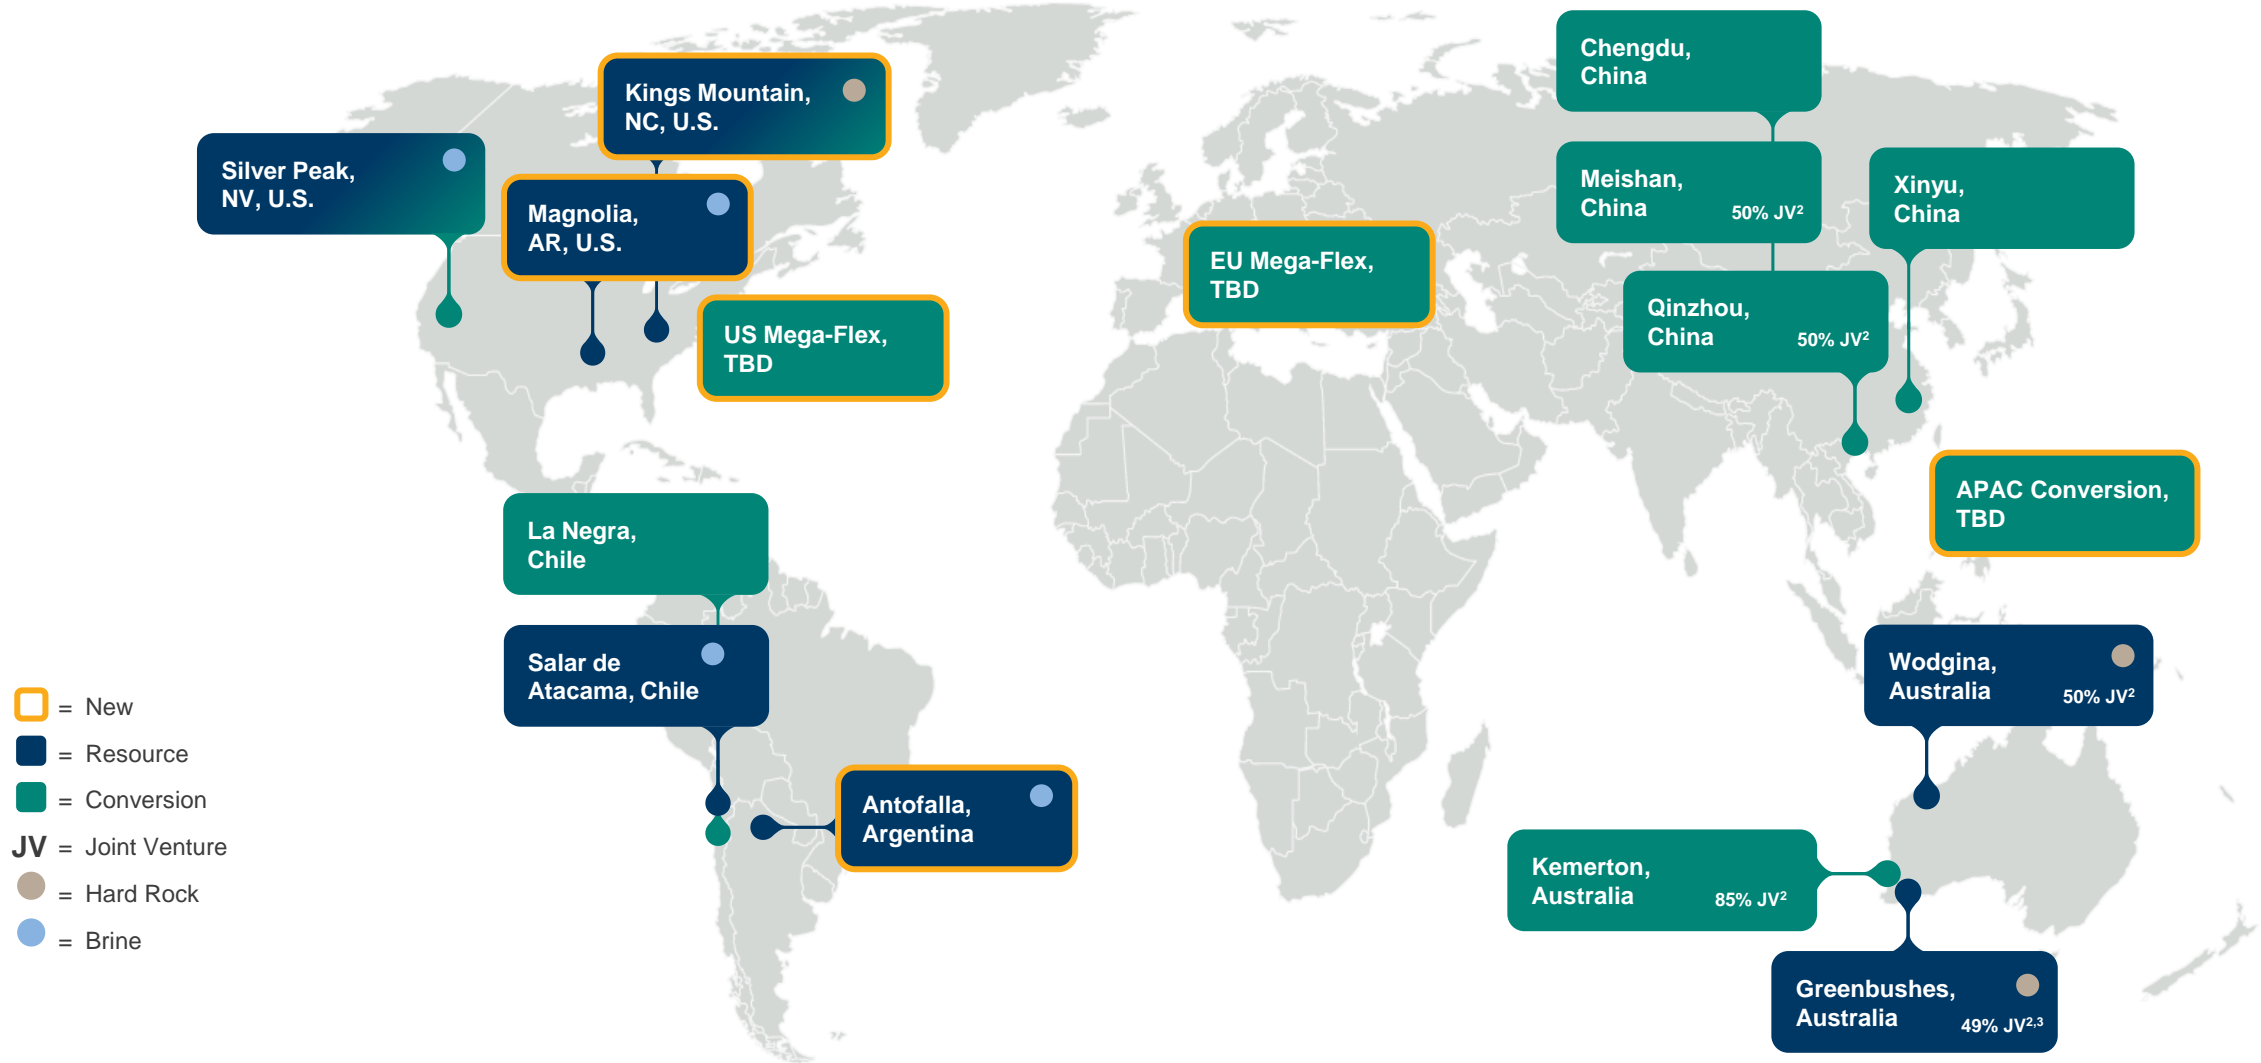 Kings Mountain,
NC, U.S.
Silver Peak,
NV, U.S.
Magnolia,
AR, U.S.
US Mega-Flex,
TBD
EU Mega-Flex,
TBD
Chengdu,
China
Meishan,
China
50% JV²
Xinyu,
China
Qinzhou,
China
50% JV²
APAC Conversion,
TBD
La Negra,
Chile
Salar de
Atacama, Chile
Antofalla,
Argentina
Wodgina,
Australia
50% JV²
Kemerton,
Australia
85% JV²
Greenbushes,
Australia
49% JV²,³
= New
= Resource
= Conversion
JV = Joint Venture
= Hard Rock
= Brine